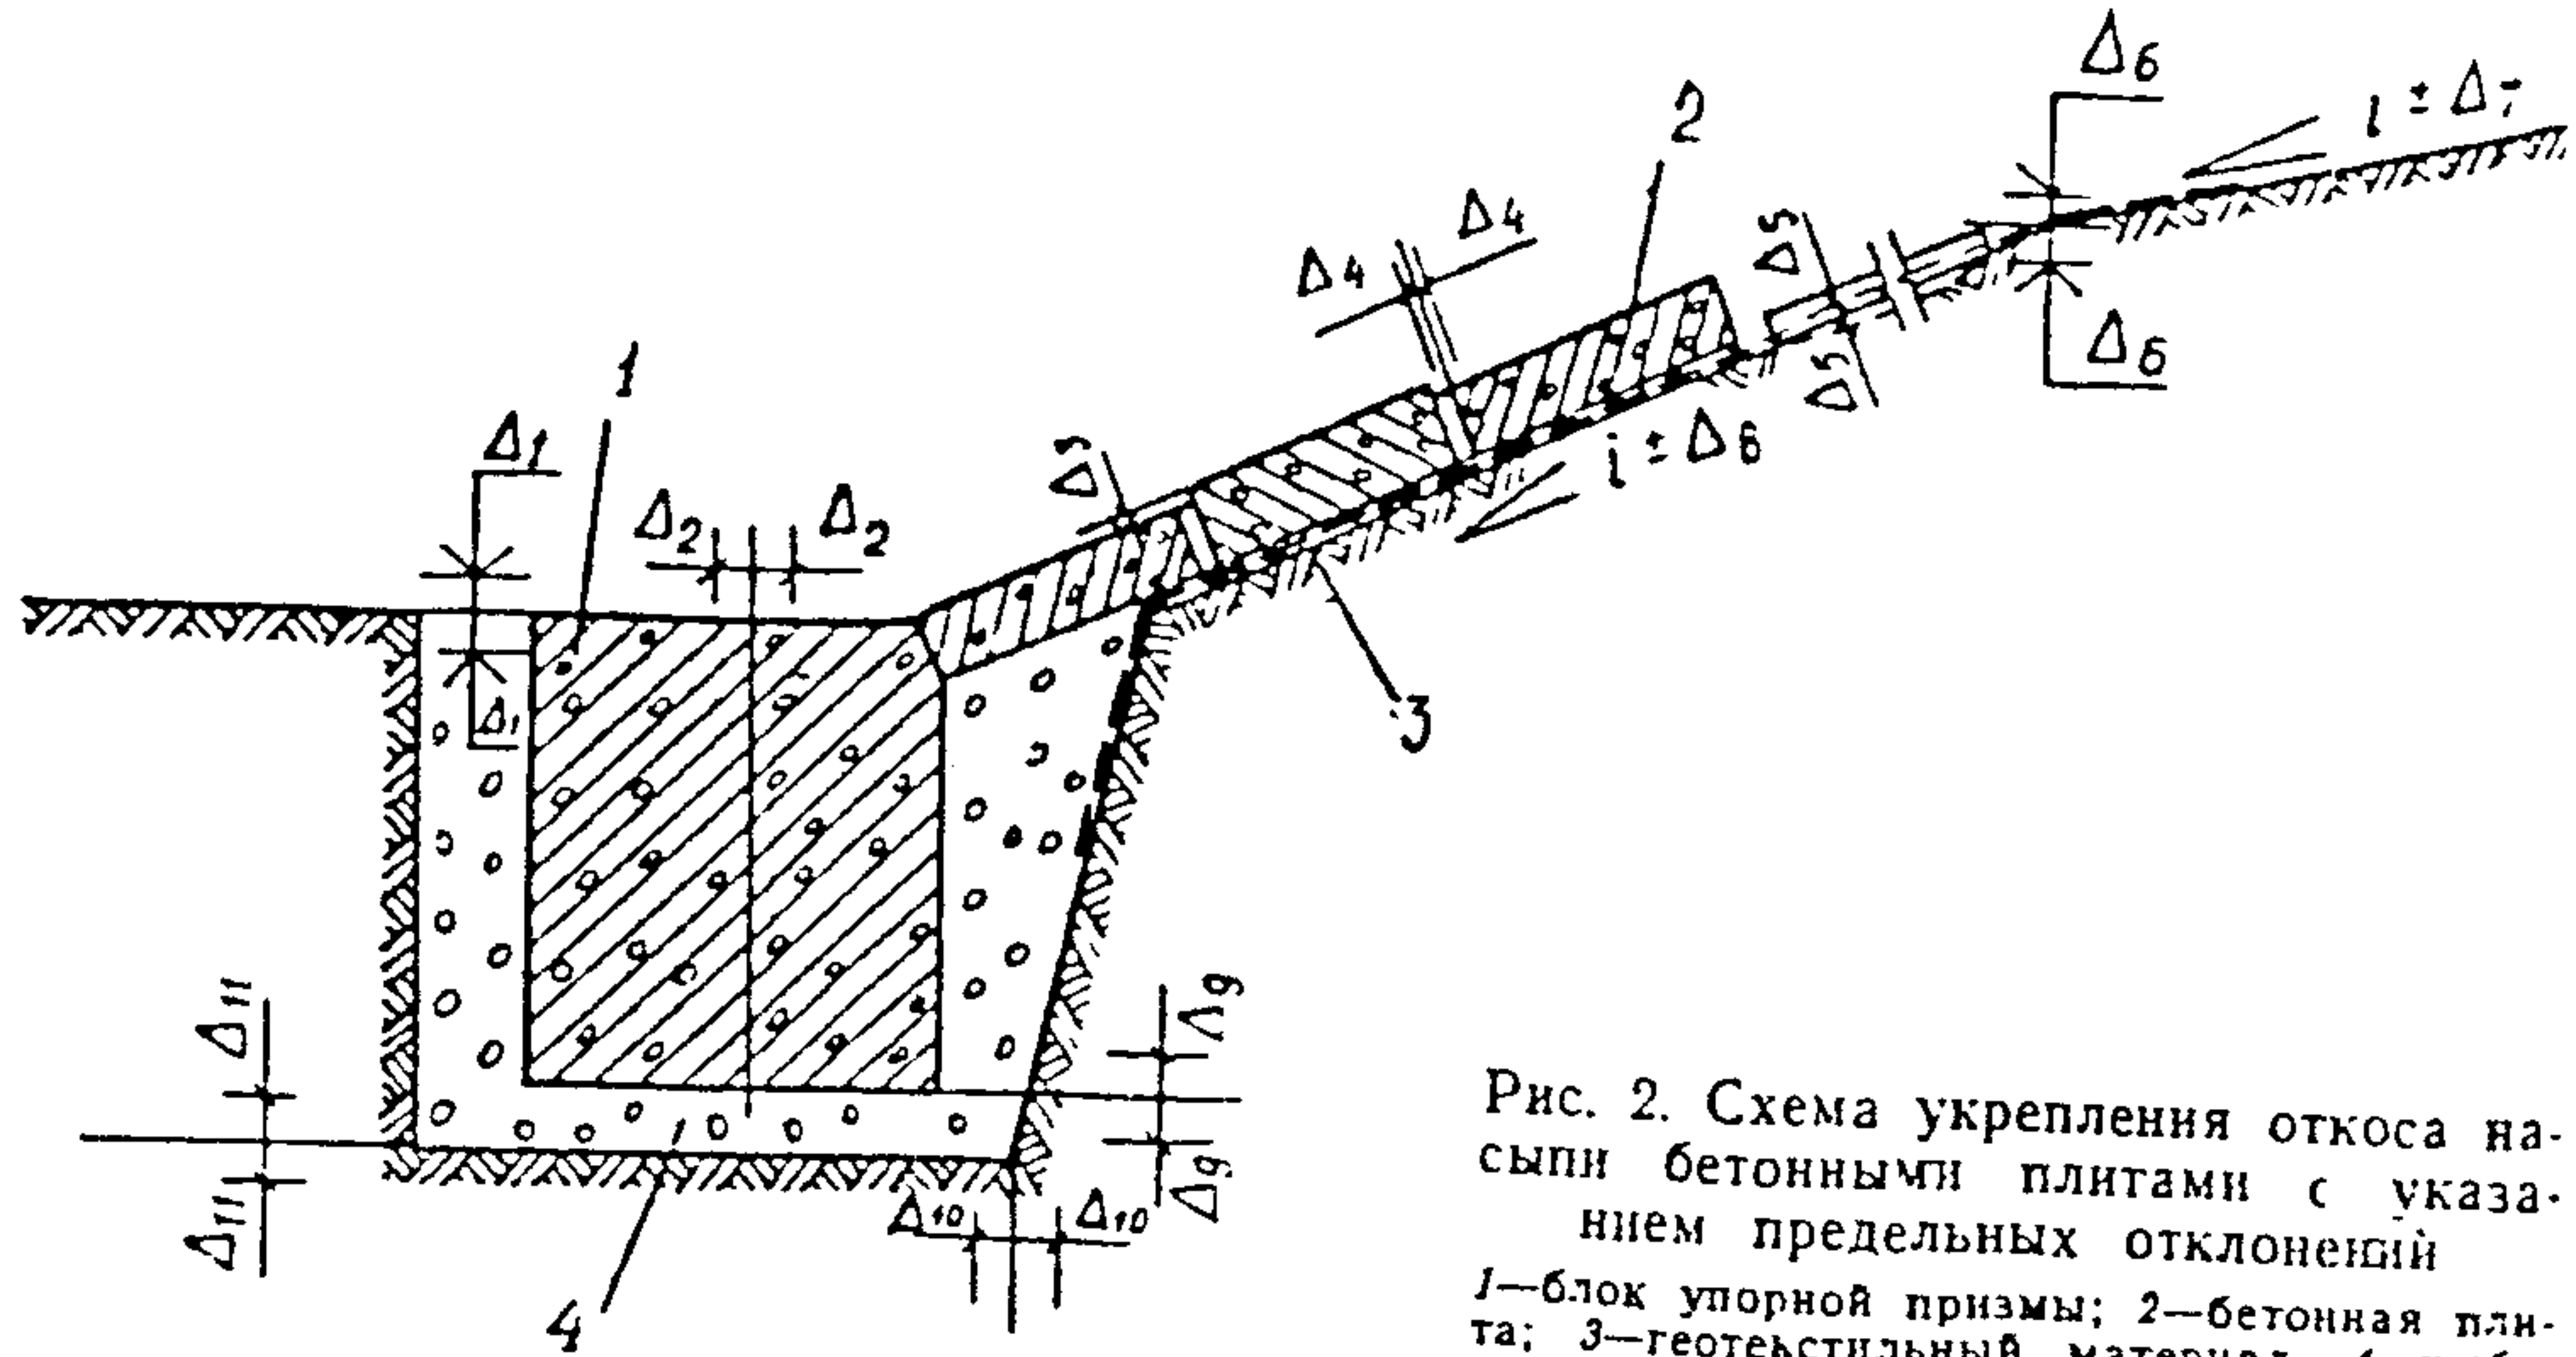 Δ6
i ± Δ7
2
Δ4
Δ4
Δ5
1
Δ6
Δ1
Δ5
Δ3
i ± Δ8
Δ2
Δ2
Δ1
3
Δ11
Δ9
Рис. 2. Схема укрепления откоса на-
сыпи бетонными плитами с указа-
нием предельных отклонений
Δ9
Δ10
Δ10
Δ11
4
1—блок упорной призмы; 2—бетонная пли-
та; 3—геотекстильный материал